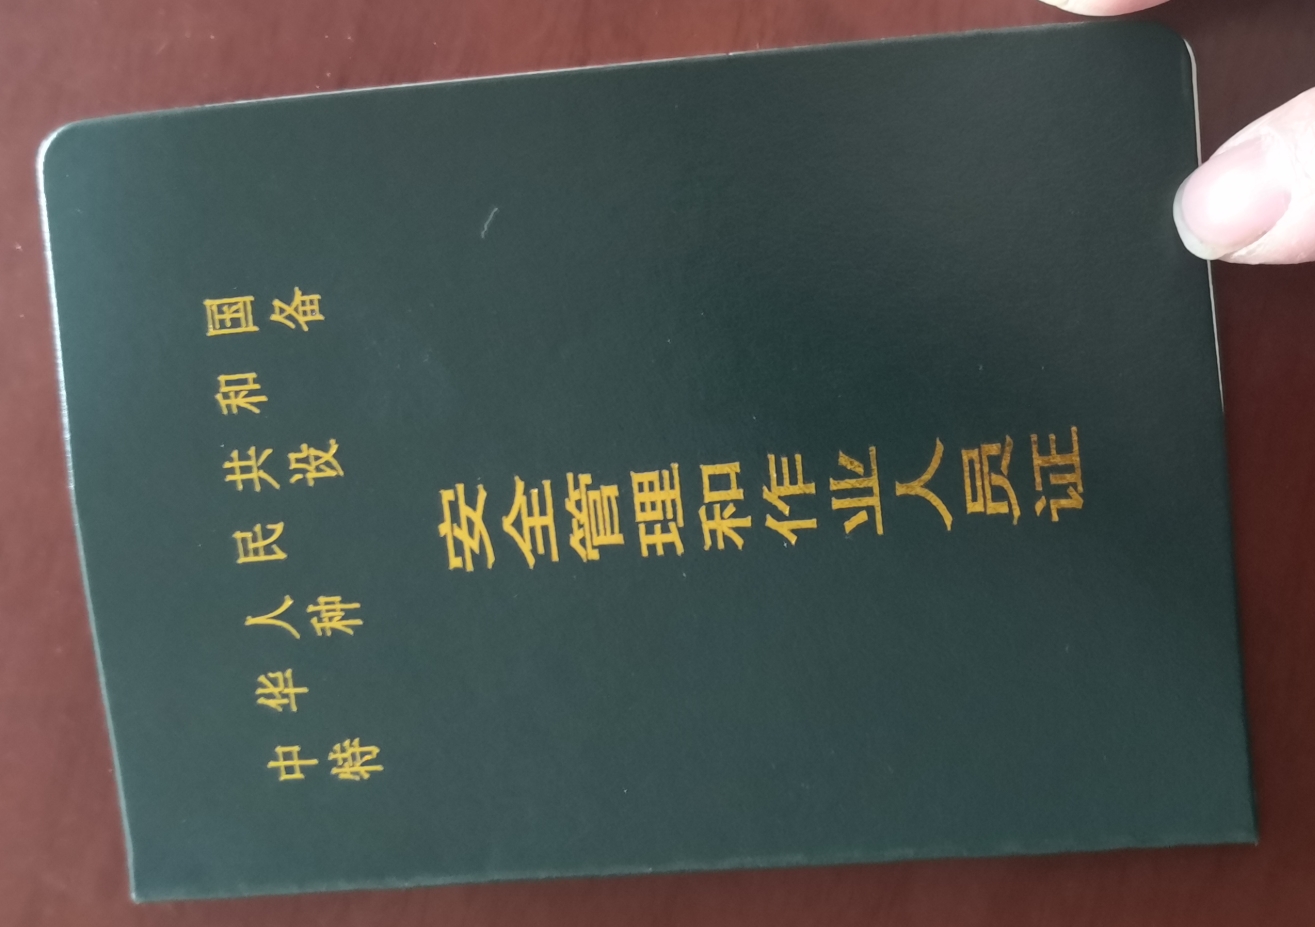 中华人民共和国
特种设备
安全管理和作业人员证